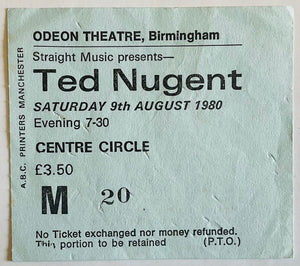 ODEON THEATRE, Birmingham
Straight Music presents—
Ted Nugent
SATURDAY 9th AUGUST 1980
Evening 7-30
CENTRE CIRCLE
£3.50
M 20
No Ticket exchanged nor money refunded.
This portion to be retained (P.T.O.)
A.B.C. PRINTERS MANCHESTER